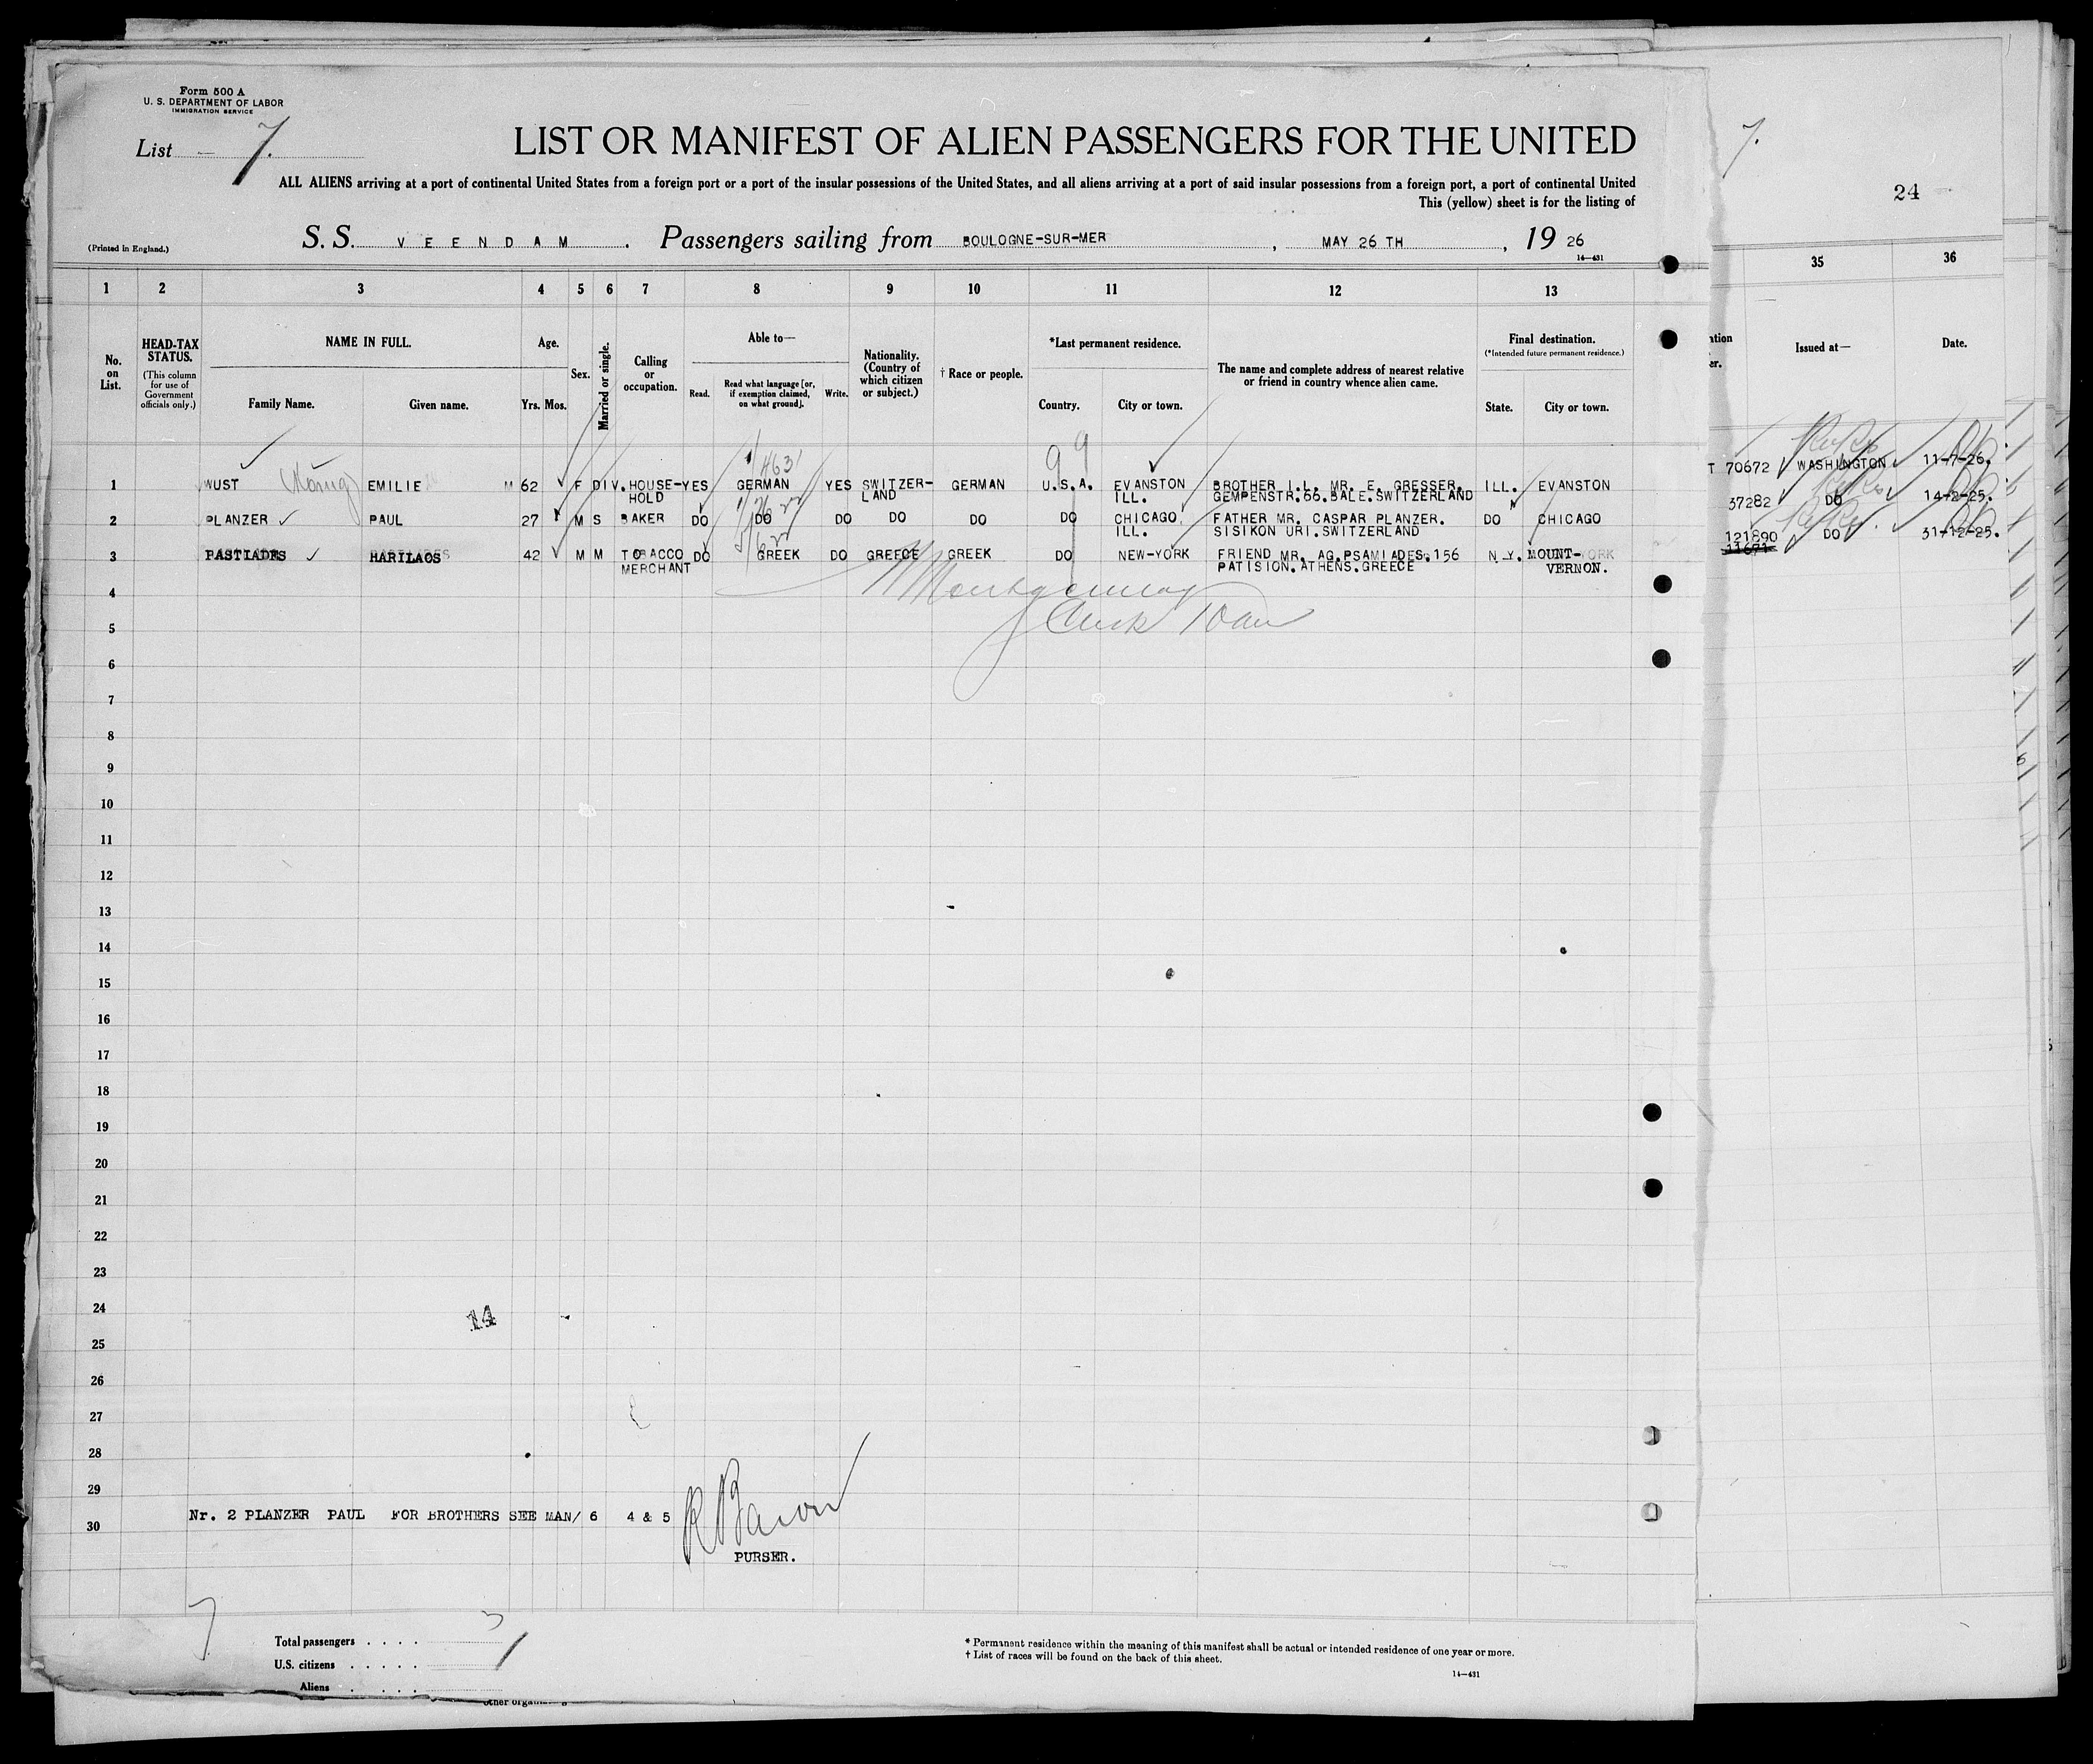 Form 500 A
U. S. DEPARTMENT OF LABOR
IMMIGRATION SERVICE
List 7.
LIST OR MANIFEST OF ALIEN PASSENGERS FOR THE UNITED
ALL ALIENS arriving at a port of continental United States from a foreign port or a port of the insular possessions of the United States, and all aliens arriving at a port of said insular possessions from a foreign port, a port of continental United
This (yellow) sheet is for the listing of
(Printed in England.)
S. S. VEENDAM. Passengers sailing from BOULOGNE-SUR-MER, MAY 26 TH, 19 26
14—431
7.
24
1 2 3 4 5 6 7 8 9 10 11 12 13 35 36
No. on List.
HEAD-TAX STATUS.
(This column for use of Government officials only.)
NAME IN FULL.
Family Name. Given name.
Age.
Yrs. Mos.
Sex.
Married or single.
Calling or occupation.
Able to—
Read. Read what language [or, if exemption claimed, on what ground]. Write.
Nationality. (Country of which citizen or subject.)
† Race or people.
*Last permanent residence.
Country. City or town.
The name and complete address of nearest relative or friend in country whence alien came.
Final destination.
(*Intended future permanent residence.)
State. City or town.
Issued at— Date.
99
1 WUST (König) EMILIE M 62 F DIV. HOUSE-HOLD YES GERMAN YES SWITZER-LAND GERMAN U.S.A. EVANSTON ILL. BROTHER I.L. MR. E. GRESSER. GEMPENSTR.66.BALE.SWITZERLAND ILL. EVANSTON T 70672 WASHINGTON 11-7-26.
2 PLANZER PAUL 27 M S BAKER DO DO DO DO DO DO CHICAGO. ILL. FATHER MR. CASPAR PLANZER. SISIKON URI.SWITZERLAND DO CHICAGO 37282 DO 14-2-25.
3 PASTIADES HARILAOS 42 M M TOBACCO MERCHANT DO GREEK DO GREECE GREEK DO NEW-YORK FRIEND MR. AG.PSAMIADES.156 PATISION.ATHENS.GREECE N.Y. MOUNT-VERNON. 121890 11671 DO 31-12-25.
4
5
6
7
8
9
10
11
12
13
14
15
16
17
18
19
20
21
22
23
24
14
25
26
27
28
29
30
Nr. 2 PLANZER PAUL FOR BROTHERS SEE MAN/ 6 4 & 5
PURSER.
7
Total passengers . . . .
U.S. citizens . . . . .
Aliens . . . .
* Permanent residence within the meaning of this manifest shall be actual or intended residence of one year or more.
† List of races will be found on the back of this sheet.
14—431